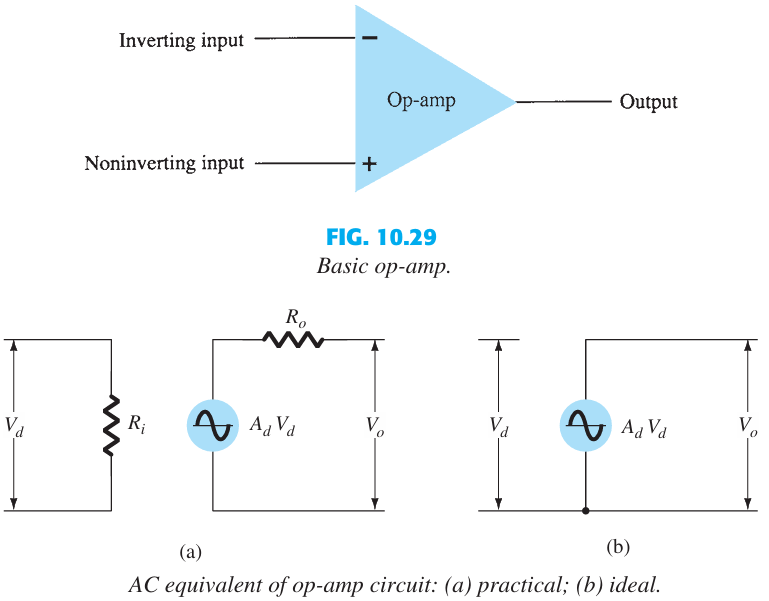 Inverting input
−
Op-amp
Output
Noninverting input
+
FIG. 10.29
Basic op-amp.
R_o
V_d
R_i
A_d V_d
V_o
V_d
A_d V_d
V_o
(a)
(b)
AC equivalent of op-amp circuit: (a) practical; (b) ideal.